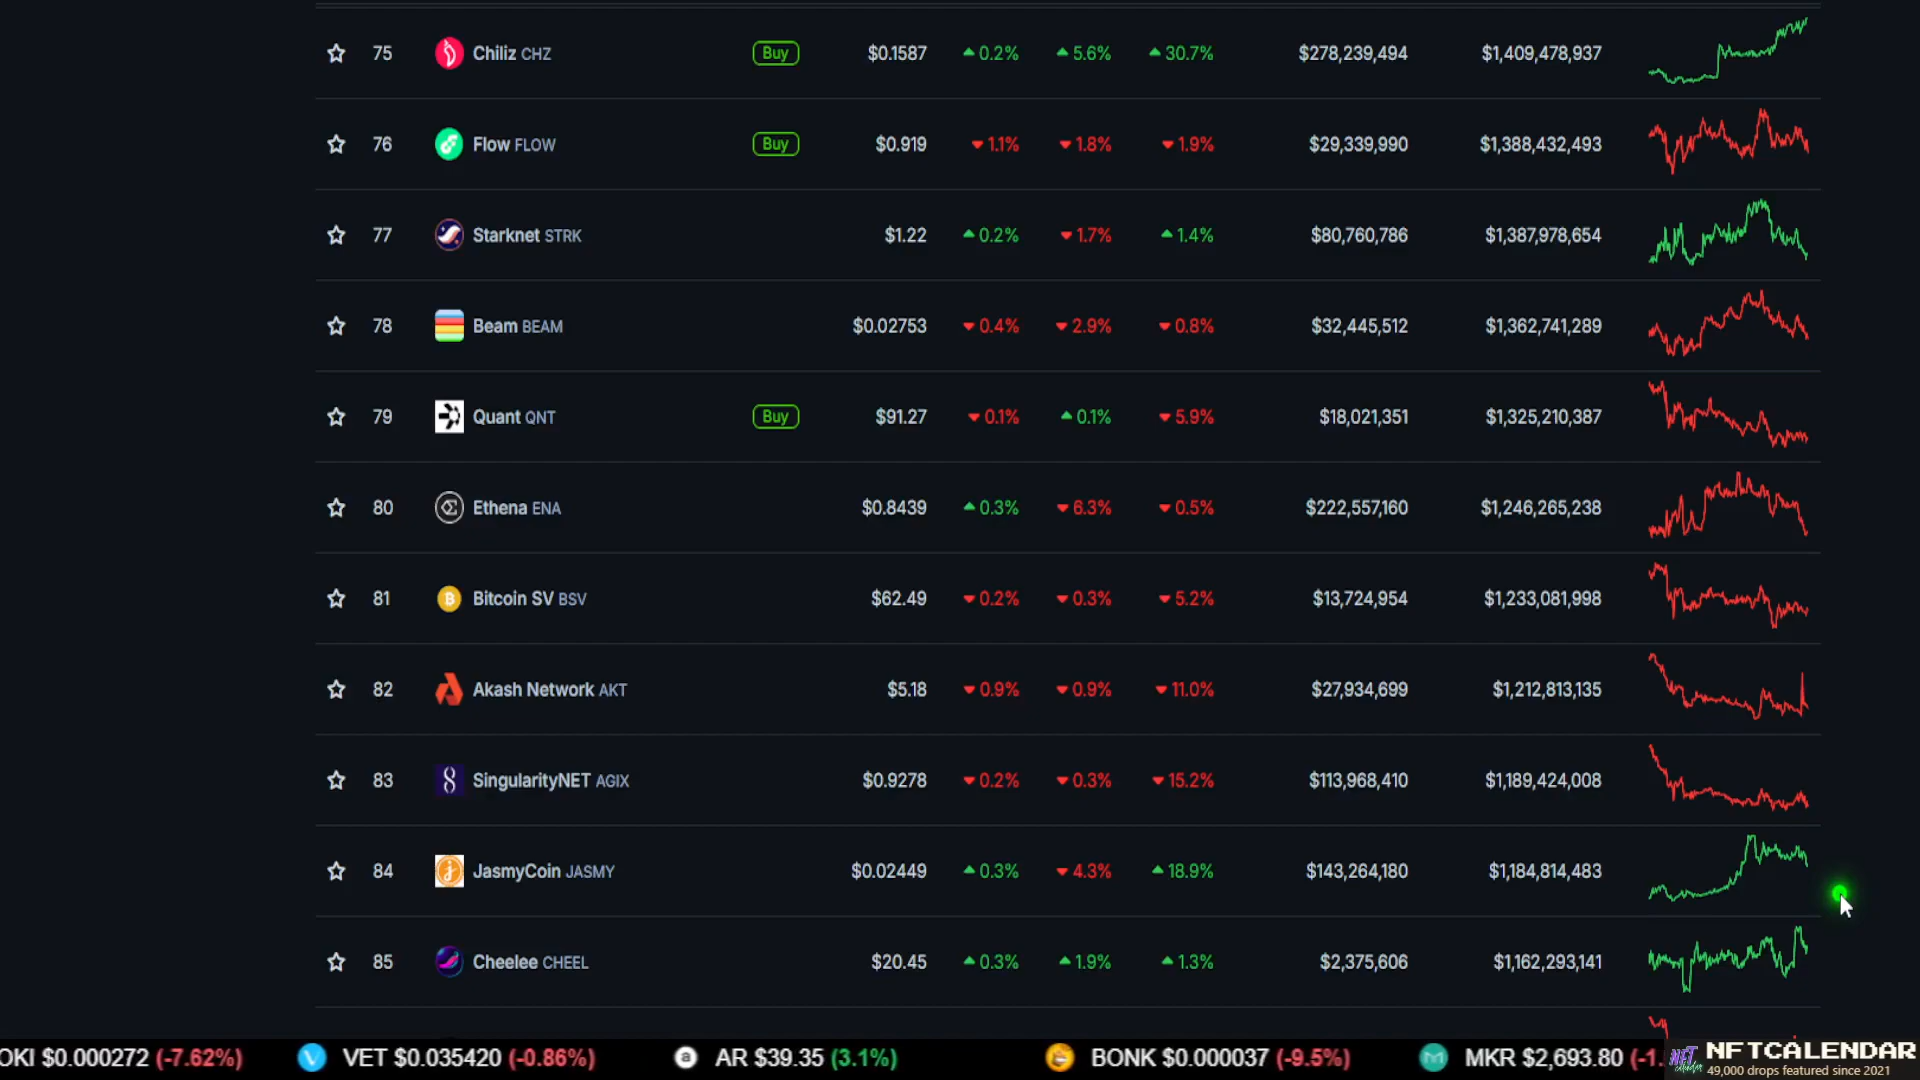 75 Chiliz CHZ Buy $0.1587 0.2% 5.6% 30.7% $278,239,494 $1,409,478,937
76 Flow FLOW Buy $0.919 1.1% 1.8% 1.9% $29,339,990 $1,388,432,493
77 Starknet STRK $1.22 0.2% 1.7% 1.4% $80,760,786 $1,387,978,654
78 Beam BEAM $0.02753 0.4% 2.9% 0.8% $32,445,512 $1,362,741,289
79 Quant QNT Buy $91.27 0.1% 0.1% 5.9% $18,021,351 $1,325,210,387
80 Ethena ENA $0.8439 0.3% 6.3% 0.5% $222,557,160 $1,246,265,238
81 Bitcoin SV BSV $62.49 0.2% 0.3% 5.2% $13,724,954 $1,233,081,998
82 Akash Network AKT $5.18 0.9% 0.9% 11.0% $27,934,699 $1,212,813,135
83 SingularityNET AGIX $0.9278 0.2% 0.3% 15.2% $113,968,410 $1,189,424,008
84 JasmyCoin JASMY $0.02449 0.3% 4.3% 18.9% $143,264,180 $1,184,814,483
85 Cheelee CHEEL $20.45 0.3% 1.9% 1.3% $2,375,606 $1,162,293,141
OKI $0.000272 (-7.62%) VET $0.035420 (-0.86%) AR $39.35 (3.1%) BONK $0.000037 (-9.5%) MKR $2,693.80 (-1.
NFT NFTCALENDAR
49,000 drops featured since 2021